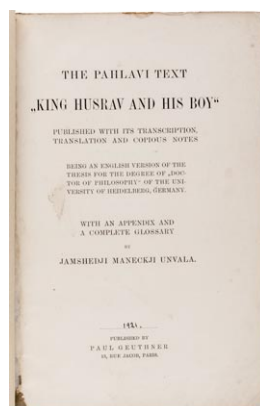 THE PAHLAVI TEXT
„KING HUSRAV AND HIS BOY“
PUBLISHED WITH ITS TRANSCRIPTION,
TRANSLATION AND COPIOUS NOTES
BEING AN ENGLISH VERSION OF THE
THESIS FOR THE DEGREE OF „DOC-
TOR OF PHILOSOPHY“ OF THE UNI-
VERSITY OF HEIDELBERG, GERMANY.
WITH AN APPENDIX AND
A COMPLETE GLOSSARY
BY
JAMSHEDJI MANECKJI UNVALA.
PUBLISHED BY
PAUL GEUTHNER
13, RUE JACOB, PARIS.